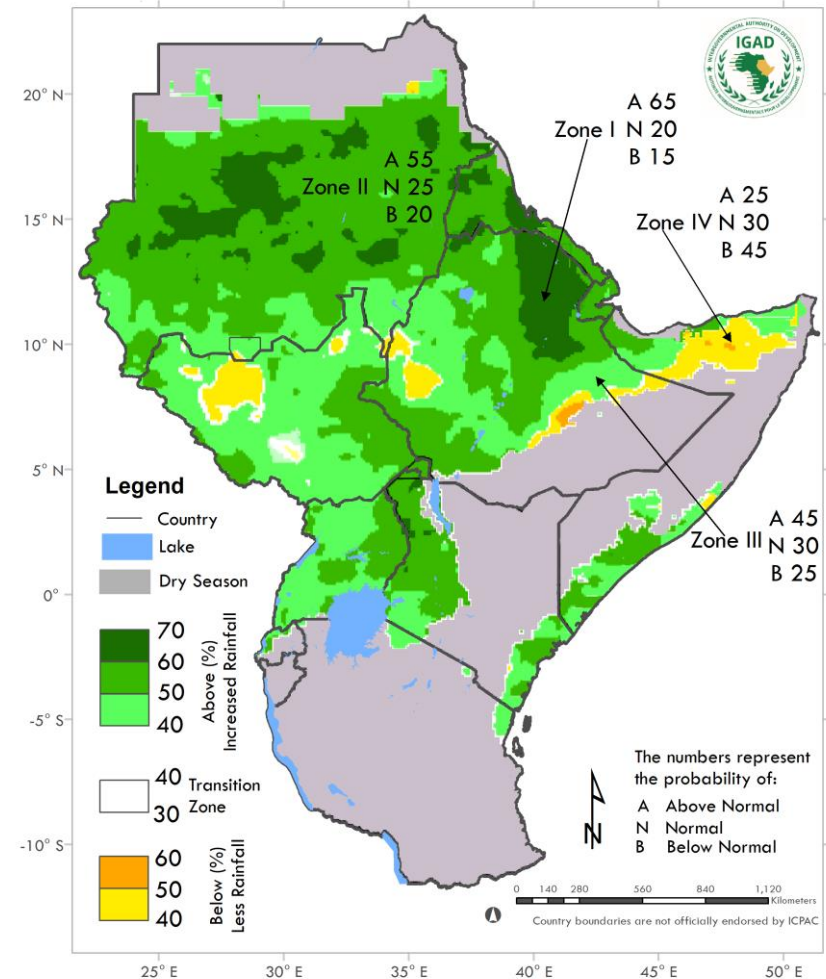 IGAD
INTERGOVERNMENTAL AUTHORITY ON DEVELOPMENT
20° N
15° N
10° N
5° N
0°
-5° S
-10° S
A 65
Zone I N 20
B 15
A 55
Zone II N 25
B 20
A 25
Zone IV N 30
B 45
A 45
Zone III N 30
B 25
Legend
Country
Lake
Dry Season
70
60
50
40
Above (%)
Increased Rainfall
40
30
Transition
Zone
60
50
40
Below (%)
Less Rainfall
The numbers represent
the probability of:
A Above Normal
N Normal
B Below Normal
N
0 140 280 560 840 1,120
Kilometers
Country boundaries are not officially endorsed by ICPAC
25° E 30° E 35° E 40° E 45° E 50° E